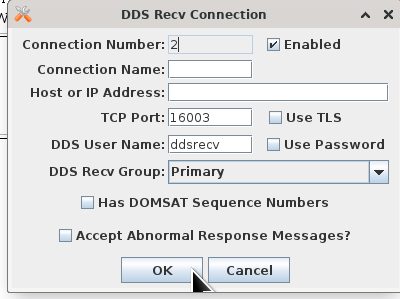 DDS Recv Connection
Connection Number: 2 Enabled
Connection Name:
Host or IP Address:
TCP Port: 16003 Use TLS
DDS User Name: ddsrecv Use Password
DDS Recv Group: Primary
Has DOMSAT Sequence Numbers
Accept Abnormal Response Messages?
OK Cancel